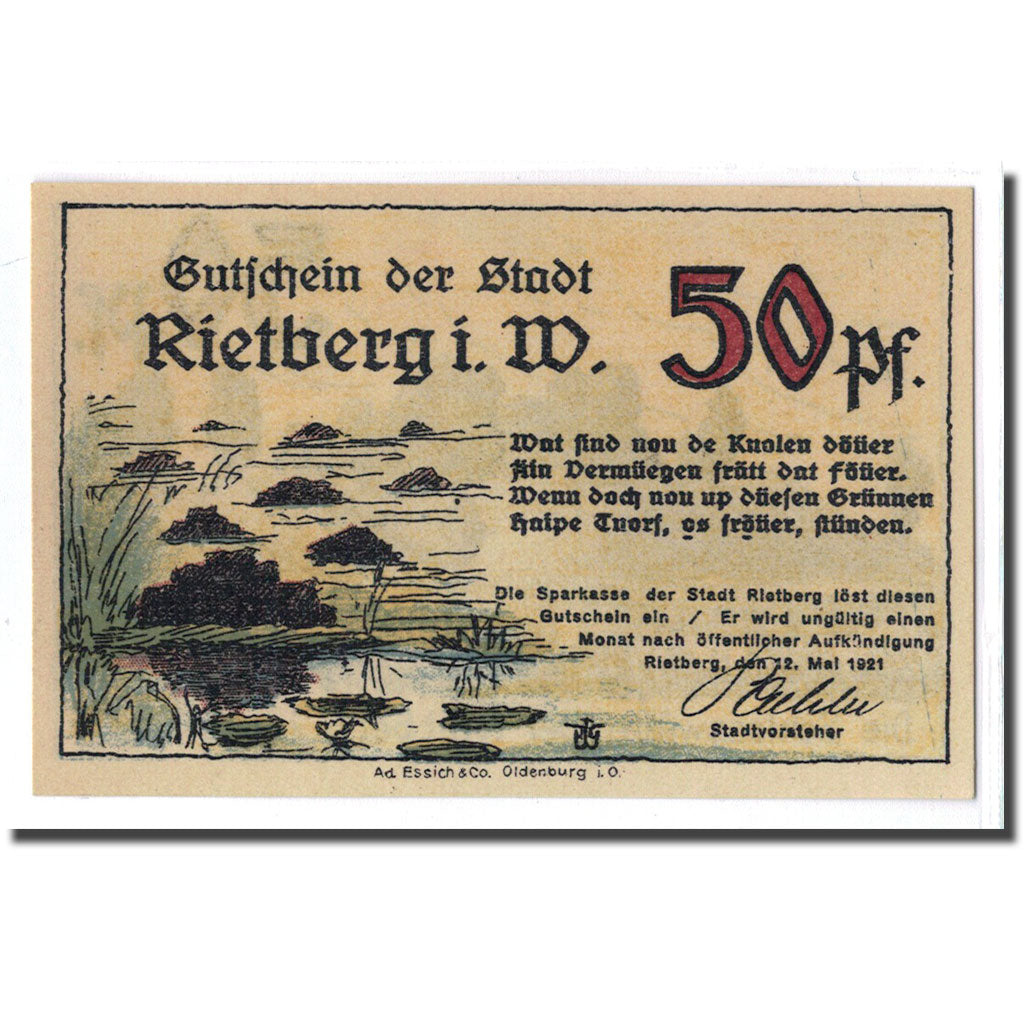 Gutschein der Stadt
Rietberg i. W.
50 Pf.
Wat sind nou de Knolen döüer
Ain Vermüegen frätt dat Föüer.
Wenn doch nou up düesen Grünnen
Haipe Tuorf, os fröüer, stünden.
Die Sparkasse der Stadt Rietberg löst diesen
Gutschein ein / Er wird ungültig einen
Monat nach öffentlicher Aufkündigung
Rietberg, den 12. Mai 1921
Stadtvorsteher
Ad. Essich & Co. Oldenburg i. O.